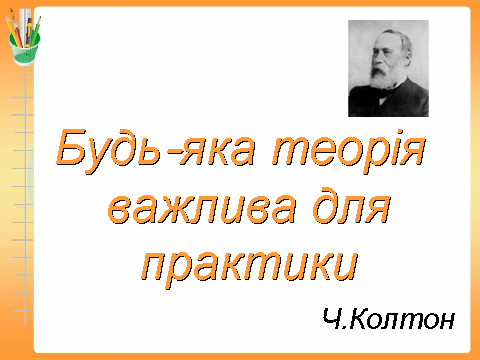 Будь-яка теорія
важлива для
практики
Ч.Колтон